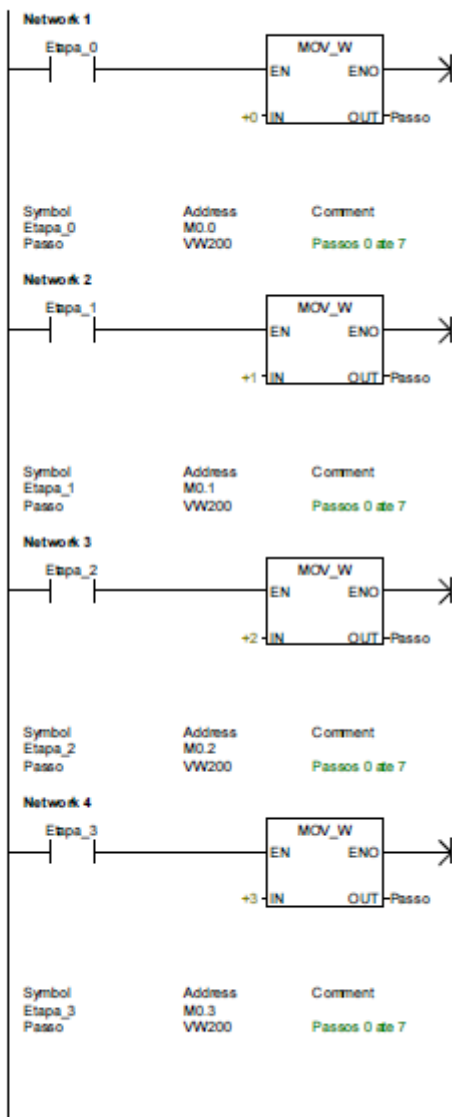 Network 1
Etapa_0
MOV_W
EN ENO
+0 IN OUT Passo
Symbol Address Comment
Etapa_0 M0.0
Passo VW200 Passos 0 ate 7
Network 2
Etapa_1
MOV_W
EN ENO
+1 IN OUT Passo
Symbol Address Comment
Etapa_1 M0.1
Passo VW200 Passos 0 ate 7
Network 3
Etapa_2
MOV_W
EN ENO
+2 IN OUT Passo
Symbol Address Comment
Etapa_2 M0.2
Passo VW200 Passos 0 ate 7
Network 4
Etapa_3
MOV_W
EN ENO
+3 IN OUT Passo
Symbol Address Comment
Etapa_3 M0.3
Passo VW200 Passos 0 ate 7